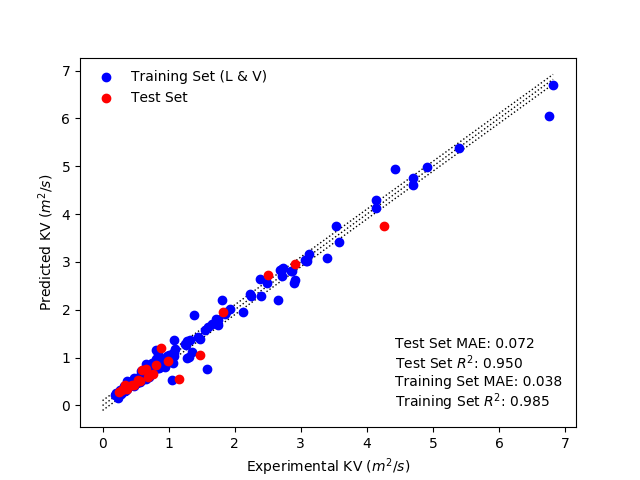 Training Set (L & V)
Test Set
Predicted KV (m²/s)
7
6
5
4
3
2
1
0
Test Set MAE: 0.072
Test Set R²: 0.950
Training Set MAE: 0.038
Training Set R²: 0.985
0 1 2 3 4 5 6 7
Experimental KV (m²/s)